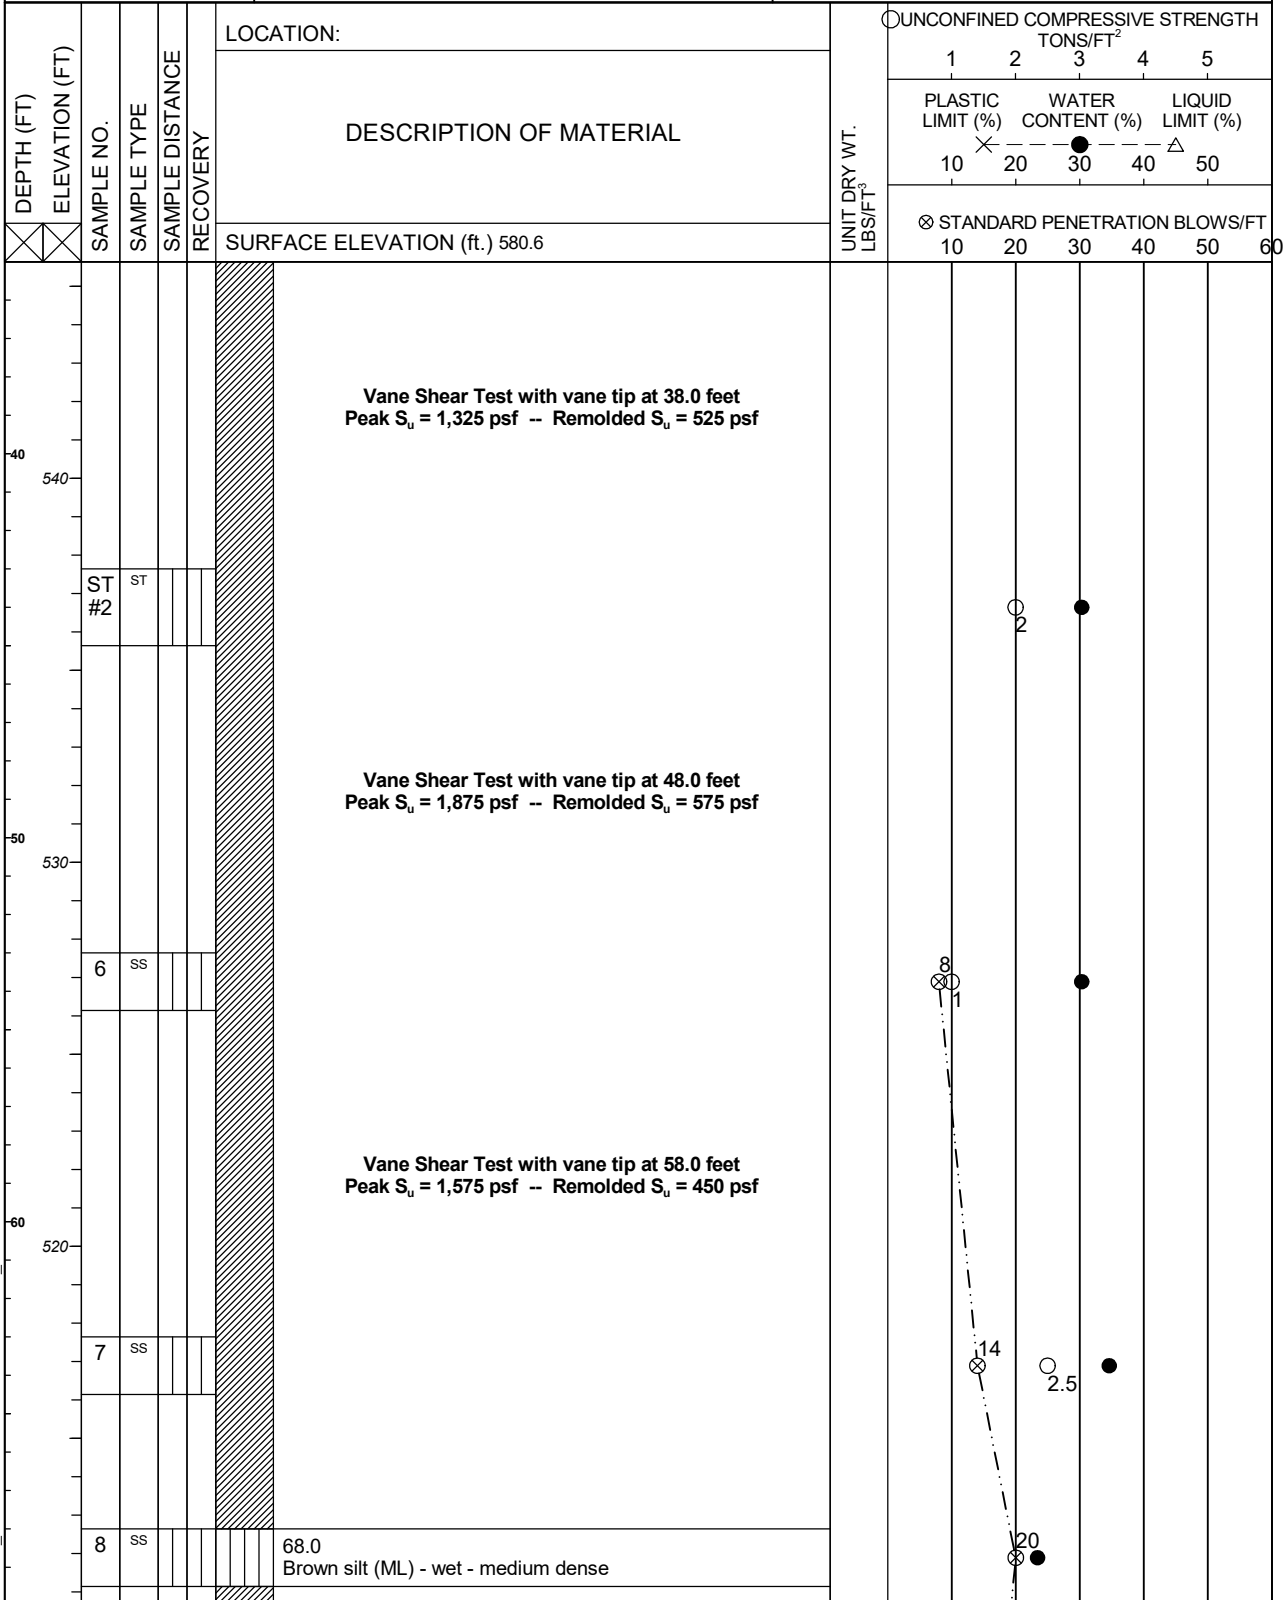 DEPTH (FT)
ELEVATION (FT)
SAMPLE NO.
SAMPLE TYPE
SAMPLE DISTANCE
RECOVERY
LOCATION:
DESCRIPTION OF MATERIAL
SURFACE ELEVATION (ft.) 580.6
UNIT DRY WT.
LBS/FT³
UNCONFINED COMPRESSIVE STRENGTH
TONS/FT²
1 2 3 4 5
PLASTIC LIMIT (%)
WATER CONTENT (%)
LIQUID LIMIT (%)
10 20 30 40 50
STANDARD PENETRATION BLOWS/FT
10 20 30 40 50 60
Vane Shear Test with vane tip at 38.0 feet
Peak Sᵤ = 1,325 psf -- Remolded Sᵤ = 525 psf
40
540
ST #2
ST
2
Vane Shear Test with vane tip at 48.0 feet
Peak Sᵤ = 1,875 psf -- Remolded Sᵤ = 575 psf
50
530
6
SS
8
1
Vane Shear Test with vane tip at 58.0 feet
Peak Sᵤ = 1,575 psf -- Remolded Sᵤ = 450 psf
60
520
7
SS
14
2.5
8
SS
68.0
Brown silt (ML) - wet - medium dense
20